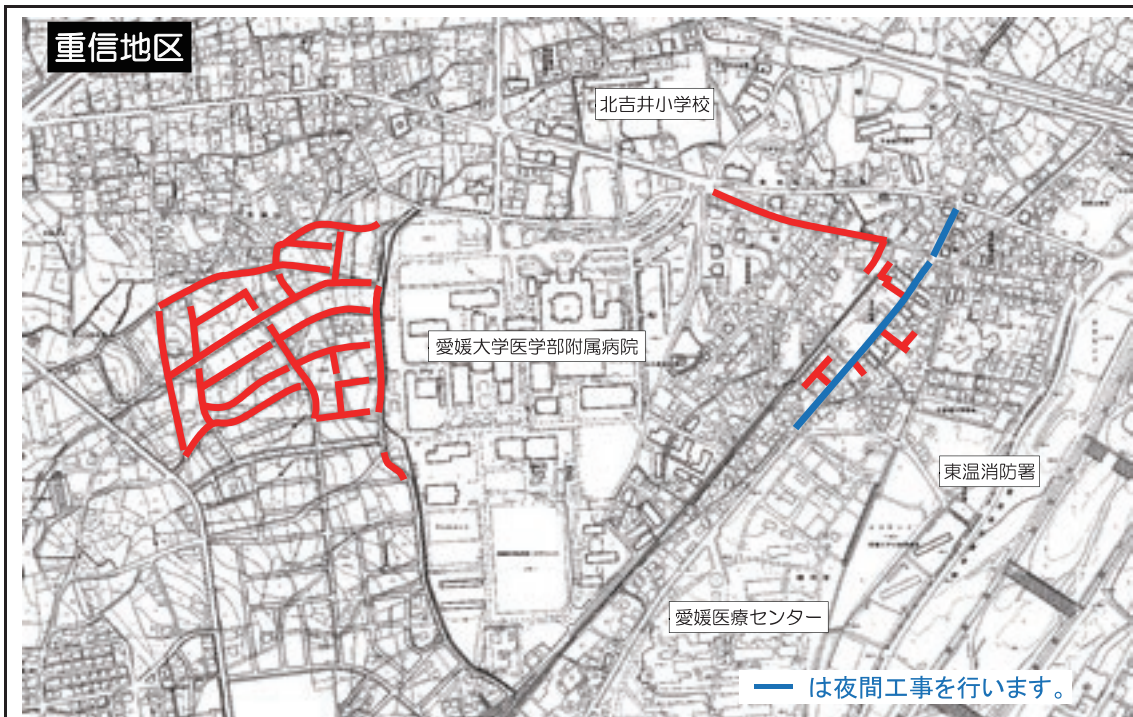 重信地区
北吉井小学校
愛媛大学医学部附属病院
東温消防署
愛媛医療センター
は夜間工事を行います。